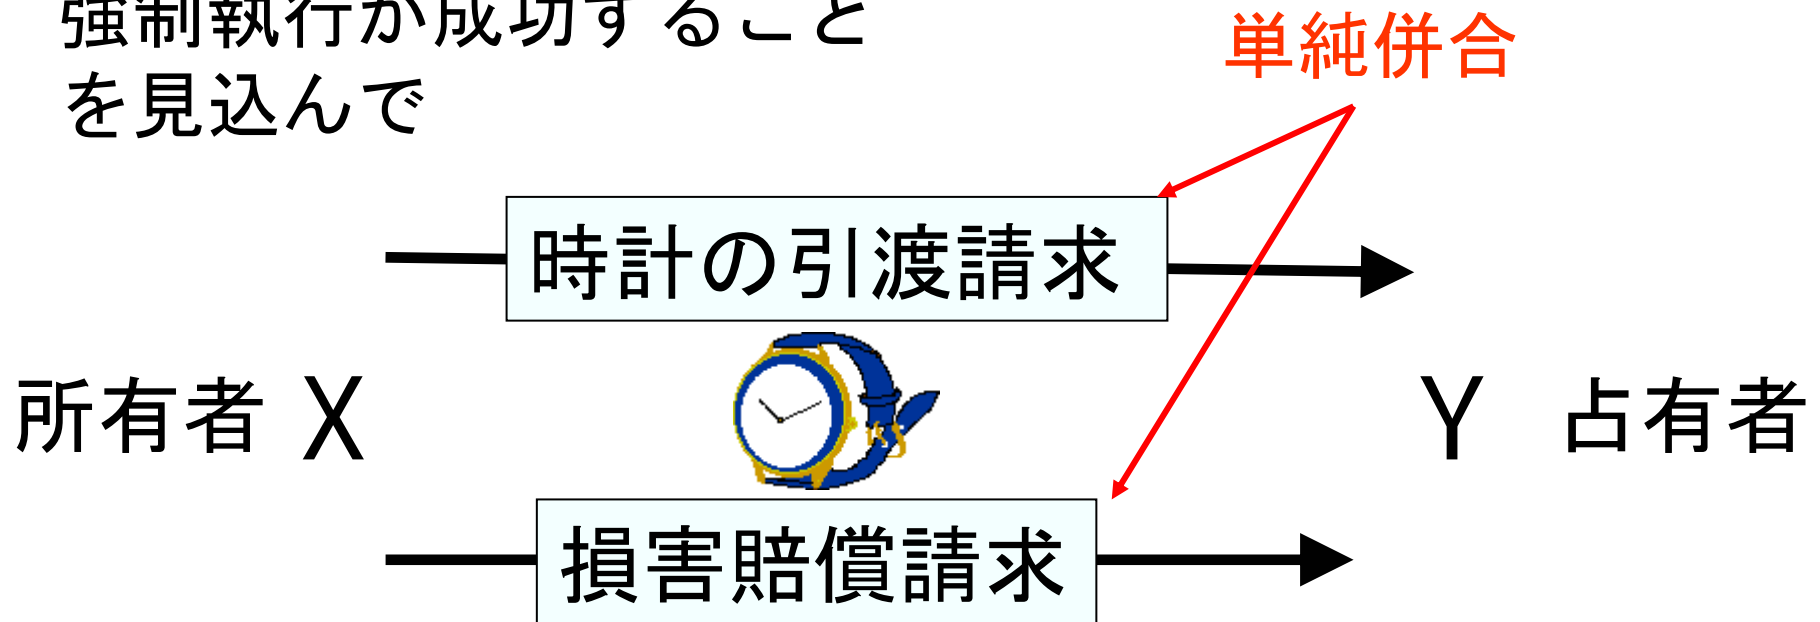 強制執行が成功すること
を見込んで
単純併合
時計の引渡請求
所有者 X
Y 占有者
損害賠償請求